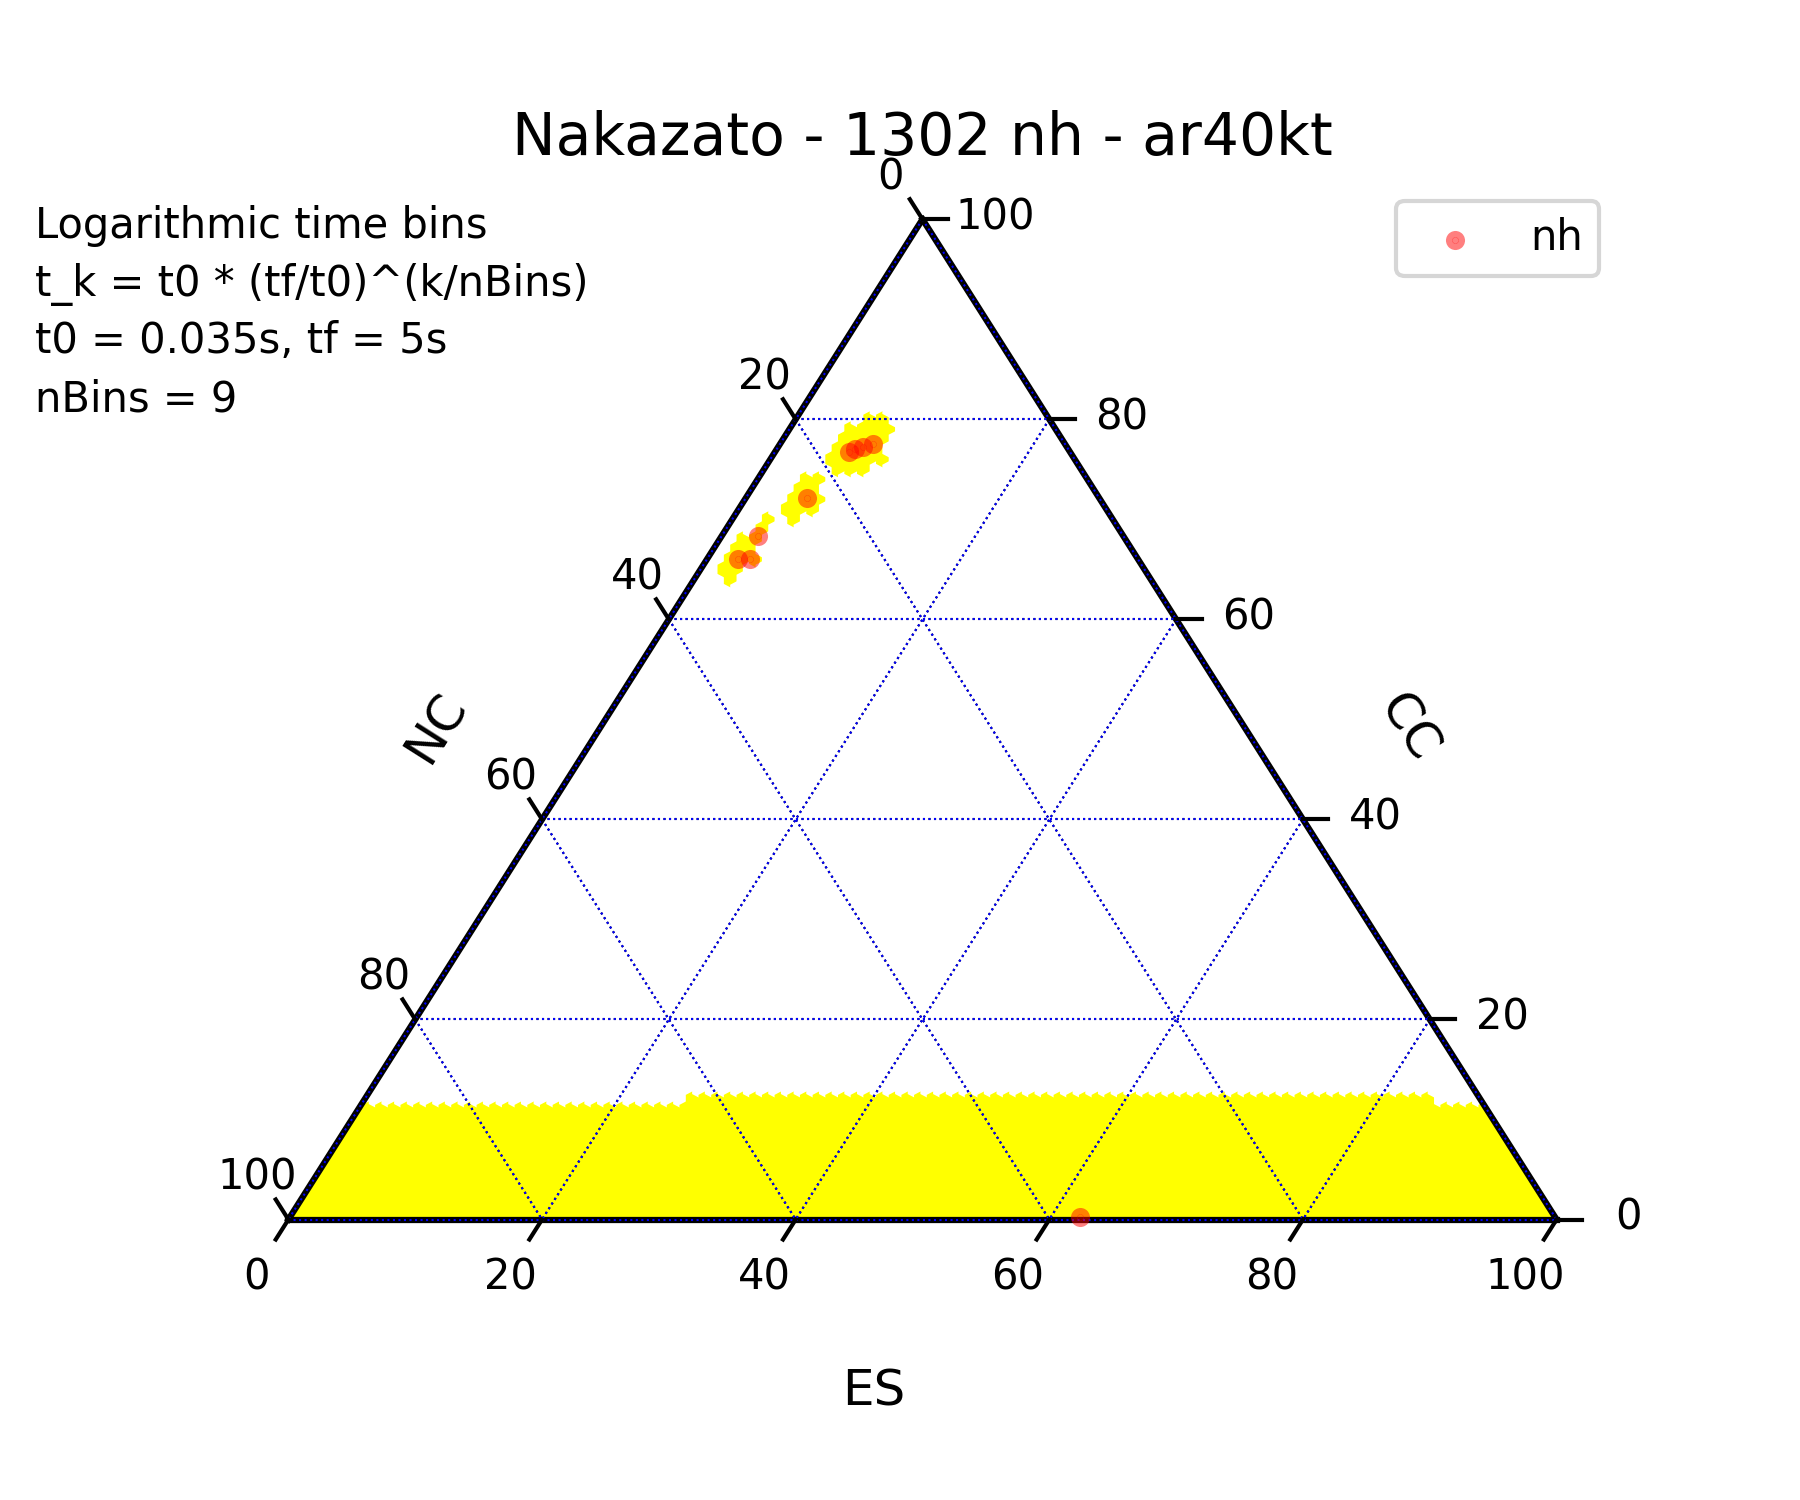 Nakazato - 1302 nh - ar40kt
Logarithmic time bins
t_k = t0 * (tf/t0)^(k/nBins)
t0 = 0.035s, tf = 5s
nBins = 9
nh
0
100
20
80
40
60
NC
CC
60
40
80
20
100
0
0
20
40
60
80
100
ES